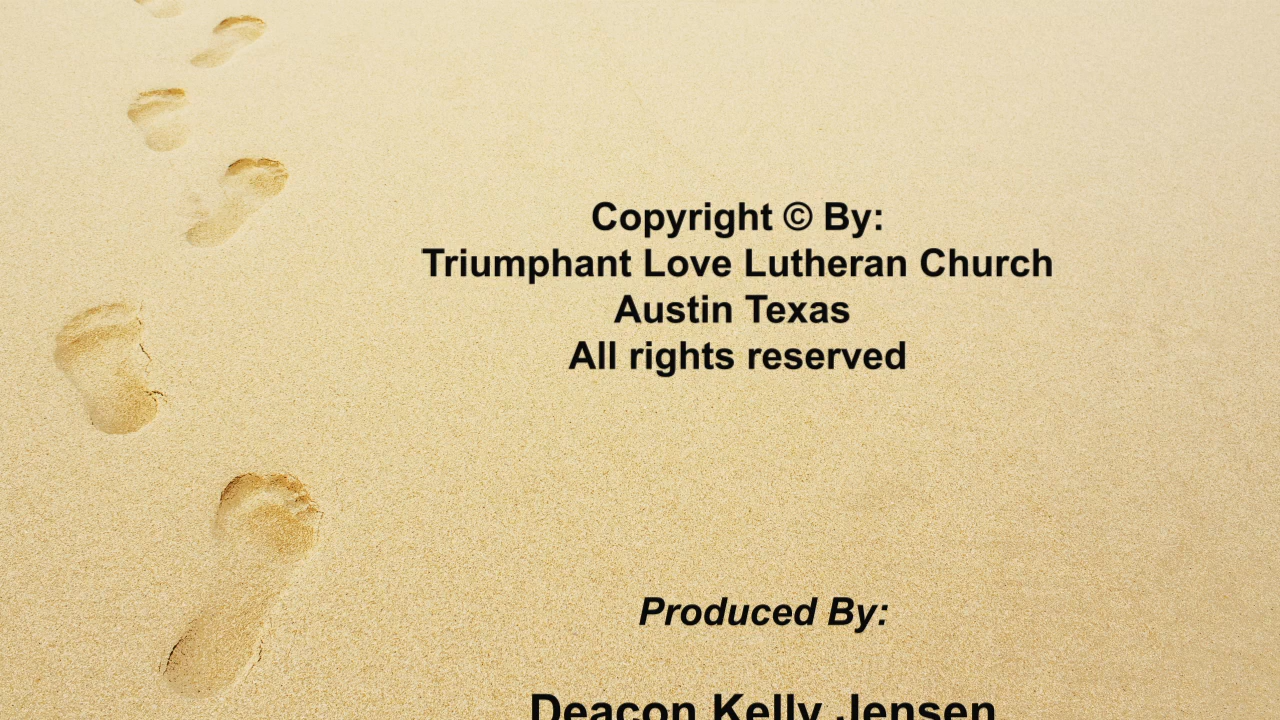 Copyright © By:
Triumphant Love Lutheran Church
Austin Texas
All rights reserved
Produced By:
Deacon Kelly Jensen